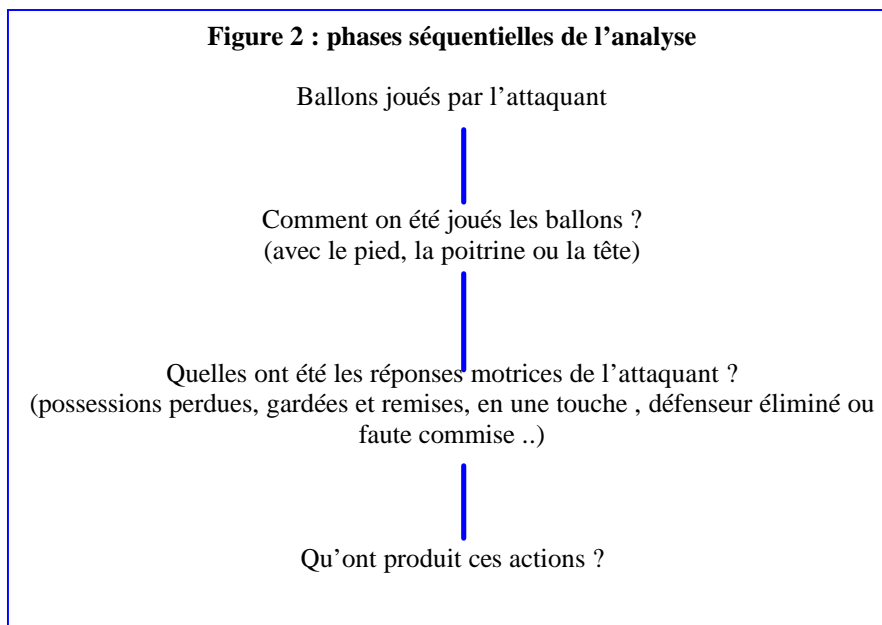 Figure 2 : phases séquentielles de l’analyse
Ballons joués par l’attaquant
Comment on été joués les ballons ?
(avec le pied, la poitrine ou la tête)
Quelles ont été les réponses motrices de l’attaquant ?
(possessions perdues, gardées et remises, en une touche , défenseur éliminé ou
faute commise ..)
Qu’ont produit ces actions ?